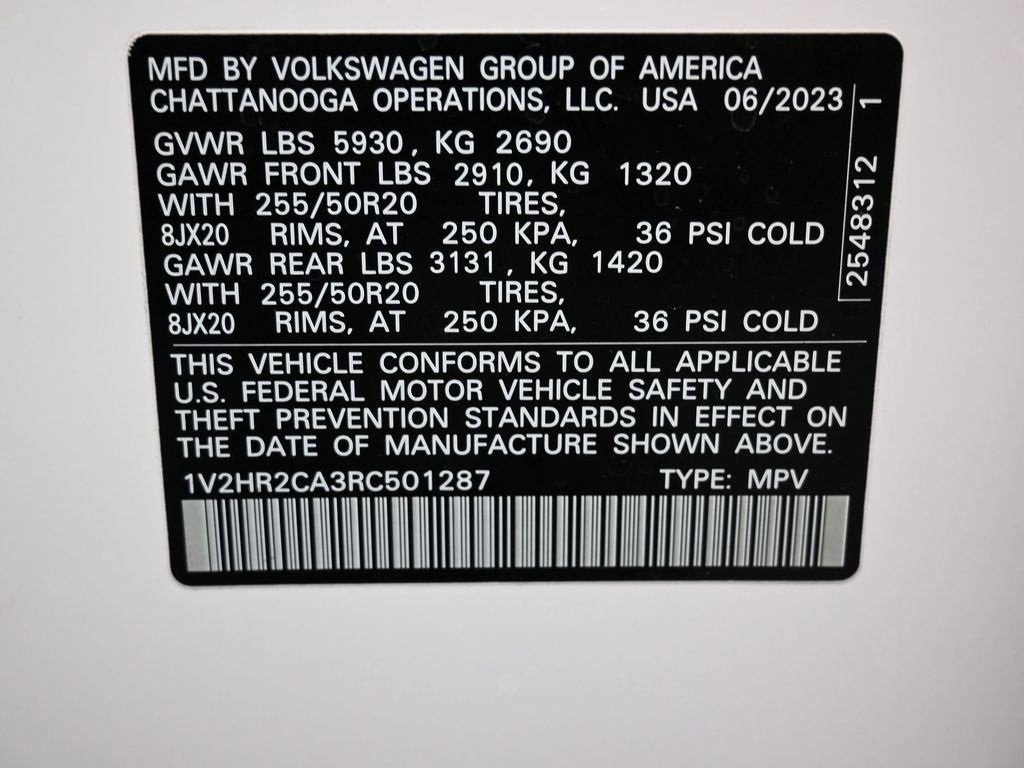 MFD BY VOLKSWAGEN GROUP OF AMERICA
CHATTANOOGA OPERATIONS, LLC. USA 06/2023
GVWR LBS 5930, KG 2690
GAWR FRONT LBS 2910, KG 1320
WITH 255/50R20 TIRES,
8JX20 RIMS, AT 250 KPA, 36 PSI COLD
GAWR REAR LBS 3131, KG 1420
WITH 255/50R20 TIRES,
8JX20 RIMS, AT 250 KPA, 36 PSI COLD
2548312 1
THIS VEHICLE CONFORMS TO ALL APPLICABLE
U.S. FEDERAL MOTOR VEHICLE SAFETY AND
THEFT PREVENTION STANDARDS IN EFFECT ON
THE DATE OF MANUFACTURE SHOWN ABOVE.
1V2HR2CA3RC501287 TYPE: MPV